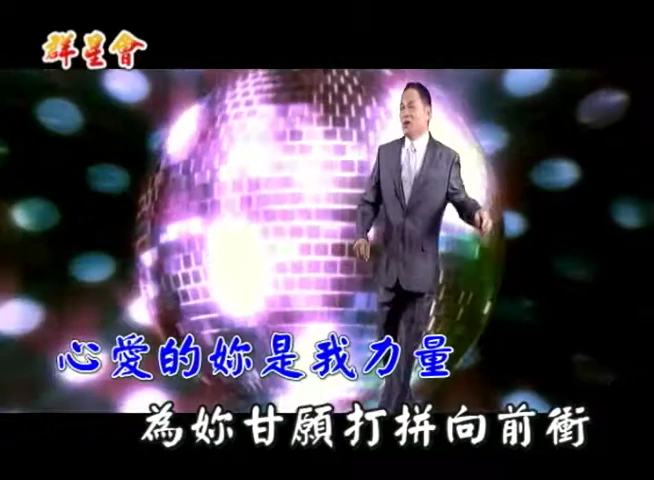 群星會
心愛的妳是我力量
為妳甘願打拼向前衝